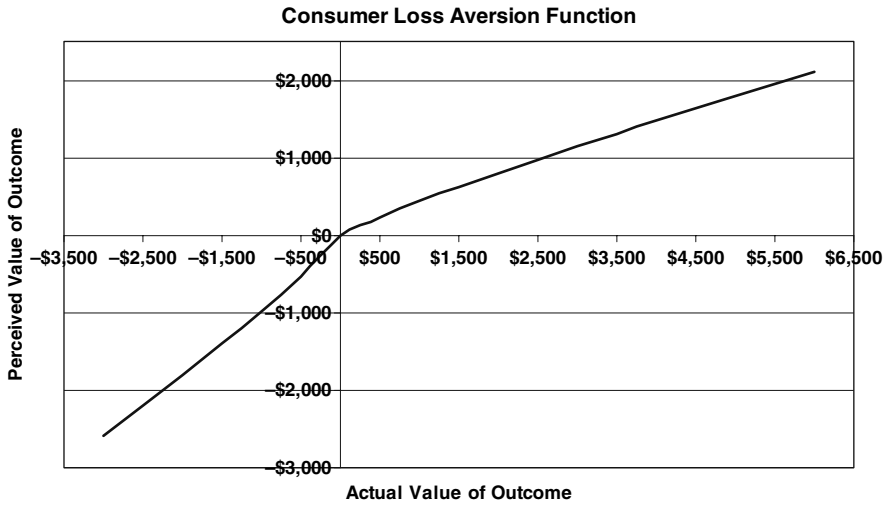 Consumer Loss Aversion Function
Perceived Value of Outcome
$2,000
$1,000
$0
–$3,500 –$2,500 –$1,500 –$500 $500 $1,500 $2,500 $3,500 $4,500 $5,500 $6,500
–$1,000
–$2,000
–$3,000
Actual Value of Outcome